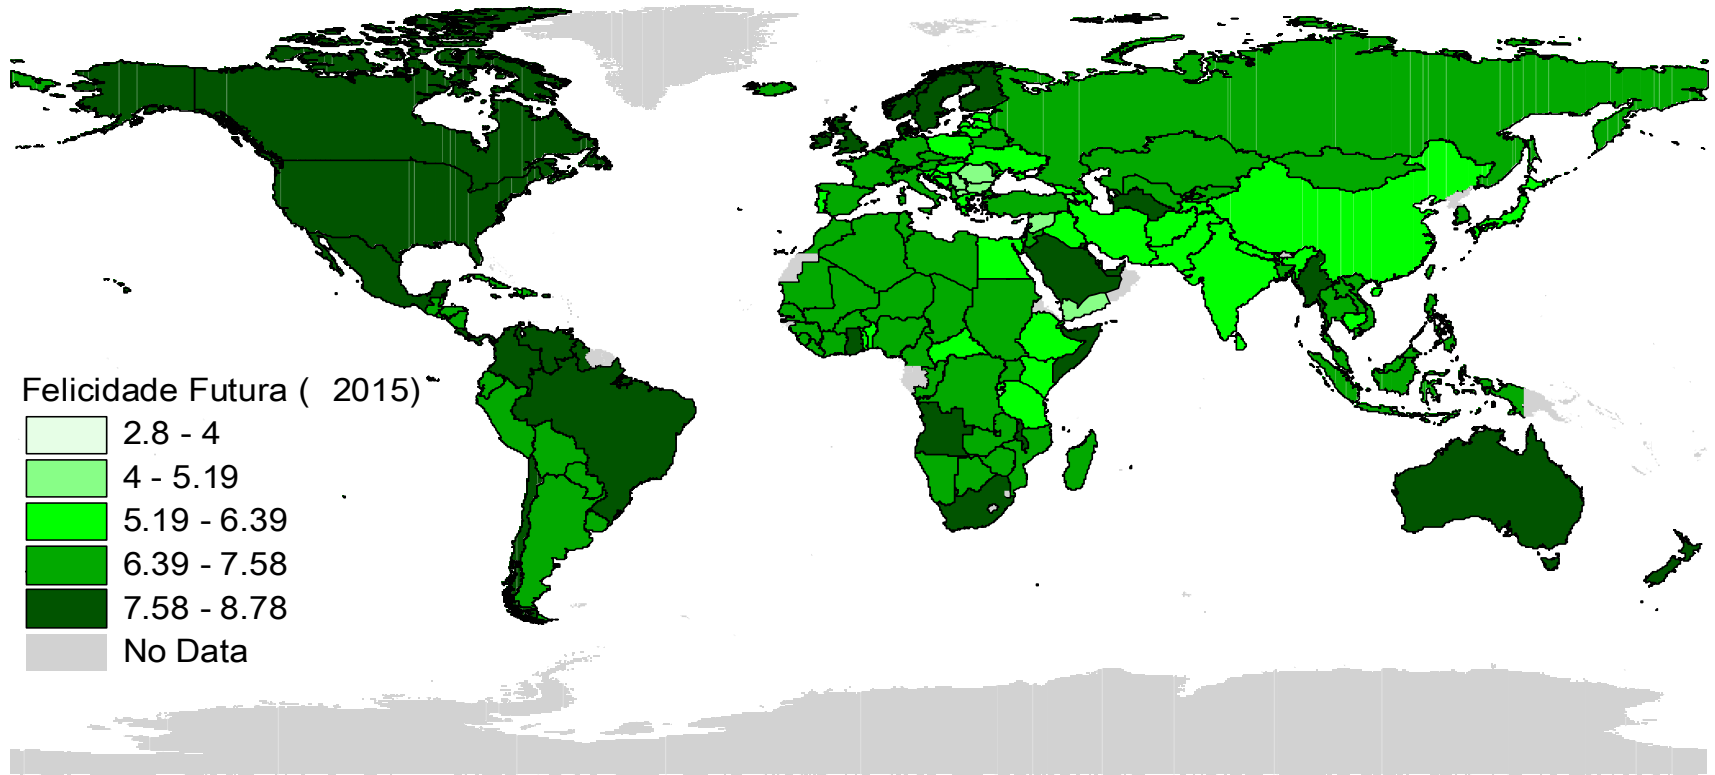 Felicidade Futura ( 2015)
2.8 - 4
4 - 5.19
5.19 - 6.39
6.39 - 7.58
7.58 - 8.78
No Data